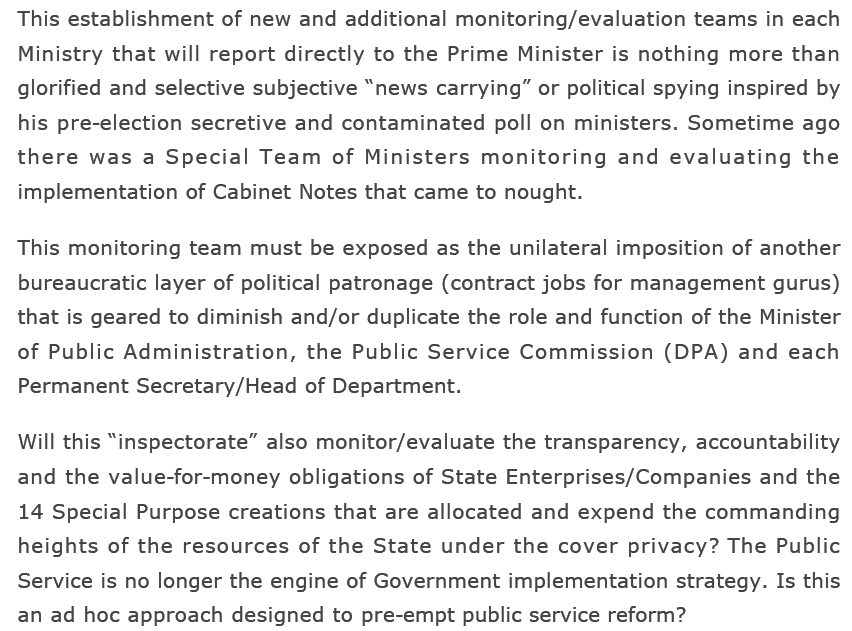 This establishment of new and additional monitoring/evaluation teams in each
Ministry that will report directly to the Prime Minister is nothing more than
glorified and selective subjective “news carrying” or political spying inspired by
his pre-election secretive and contaminated poll on ministers. Sometime ago
there was a Special Team of Ministers monitoring and evaluating the
implementation of Cabinet Notes that came to nought.
This monitoring team must be exposed as the unilateral imposition of another
bureaucratic layer of political patronage (contract jobs for management gurus)
that is geared to diminish and/or duplicate the role and function of the Minister
of Public Administration, the Public Service Commission (DPA) and each
Permanent Secretary/Head of Department.
Will this “inspectorate” also monitor/evaluate the transparency, accountability
and the value-for-money obligations of State Enterprises/Companies and the
14 Special Purpose creations that are allocated and expend the commanding
heights of the resources of the State under the cover privacy? The Public
Service is no longer the engine of Government implementation strategy. Is this
an ad hoc approach designed to pre-empt public service reform?